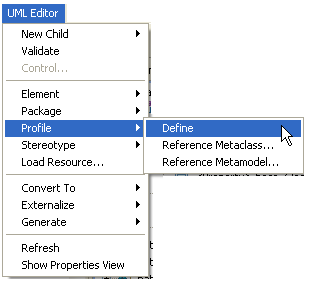 UML Editor
New Child
Validate
Control...
Element
Package
Profile
Define
Stereotype
Reference Metaclass...
Load Resource...
Reference Metamodel...
Convert To
Externalize
Generate
Refresh
Show Properties View